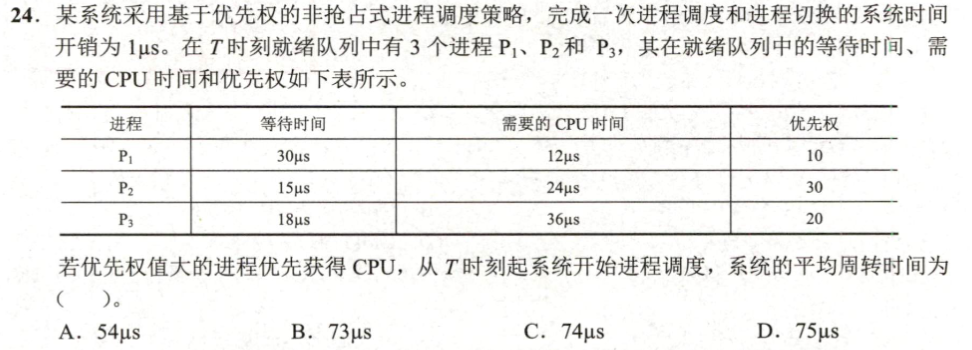 24．某系统采用基于优先权的非抢占式进程调度策略，完成一次进程调度和进程切换的系统时间
开销为 1μs。在 T 时刻就绪队列中有 3 个进程 P₁、P₂ 和 P₃，其在就绪队列中的等待时间、需
要的 CPU 时间和优先权如下表所示。
进程 等待时间 需要的 CPU 时间 优先权
P₁ 30μs 12μs 10
P₂ 15μs 24μs 30
P₃ 18μs 36μs 20
若优先权值大的进程优先获得 CPU，从 T 时刻起系统开始进程调度，系统的平均周转时间为
（ ）。
A．54μs B．73μs C．74μs D．75μs